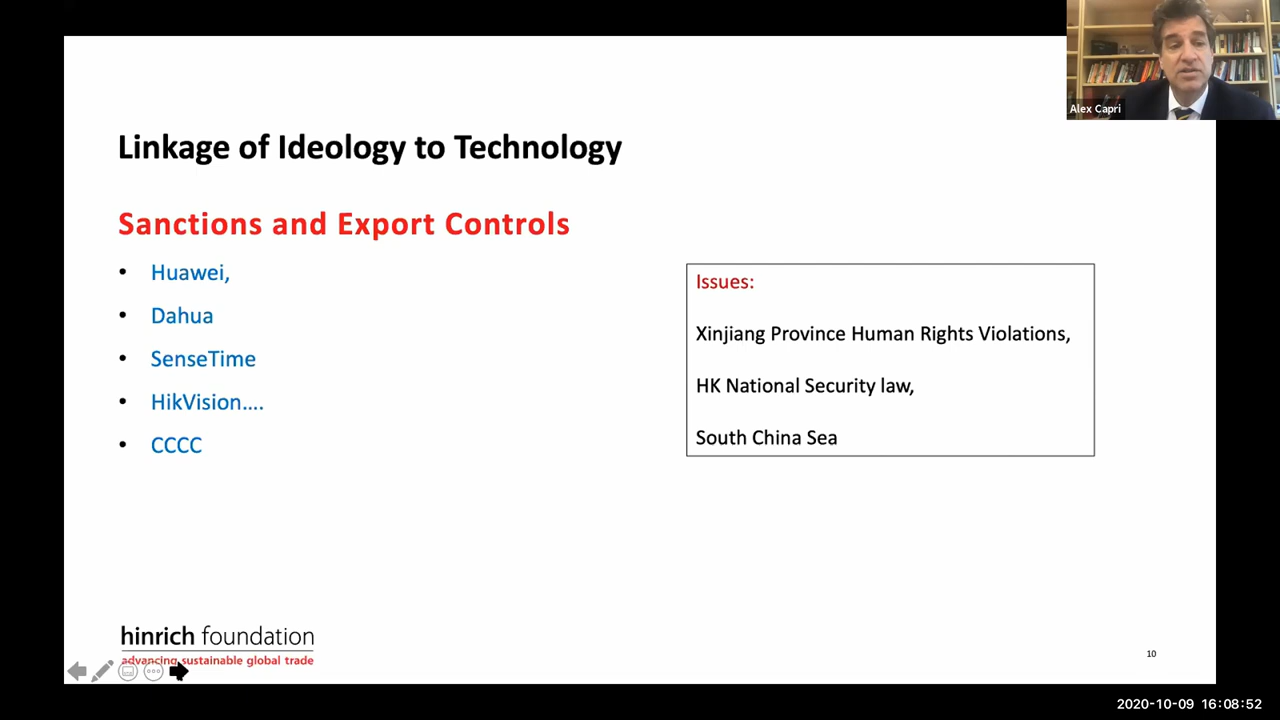 Alex Capri
Linkage of Ideology to Technology
Sanctions and Export Controls
• Huawei,
• Dahua
• SenseTime
• HikVision....
• CCCC
Issues:
Xinjiang Province Human Rights Violations,
HK National Security law,
South China Sea
hinrich foundation
advancing sustainable global trade
10
2020-10-09 16:08:52